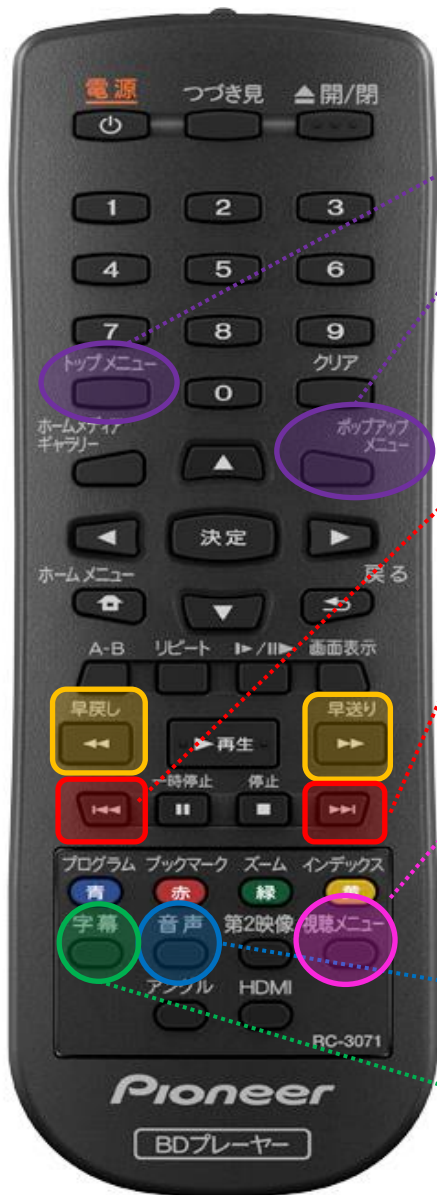 電源 つづき見 ▲開/閉
1 2 3
4 5 6
7 8 9
トップメニュー クリア
0
ホームメディア
ギャラリー
ポップアップ
メニュー
決定
ホームメニュー 戻る
A-B リピート 画面表示
早戻し 早送り
再生
一時停止 停止
プログラム ブックマーク ズーム インデックス
青 赤 緑 黄
字幕 音声 第2映像 視聴メニュー
アングル HDMI
RC-3071
Pioneer
BDプレーヤー